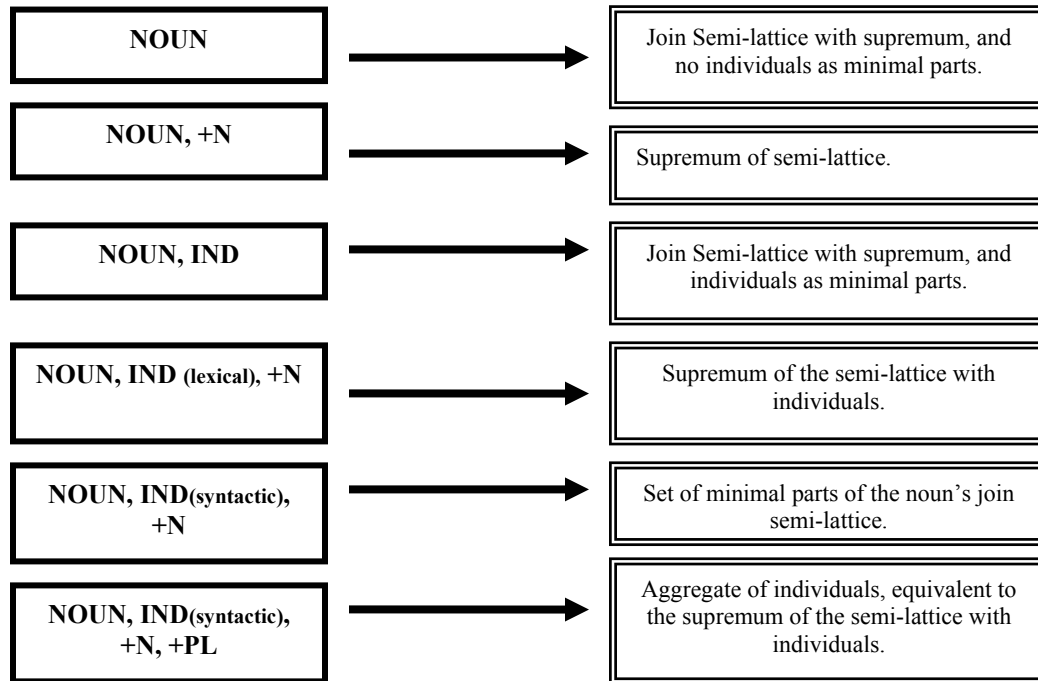 NOUN
Join Semi-lattice with supremum, and
no individuals as minimal parts.
NOUN, +N
Supremum of semi-lattice.
NOUN, IND
Join Semi-lattice with supremum, and
individuals as minimal parts.
NOUN, IND (lexical), +N
Supremum of the semi-lattice with
individuals.
NOUN, IND(syntactic),
+N
Set of minimal parts of the noun’s join
semi-lattice.
NOUN, IND(syntactic),
+N, +PL
Aggregate of individuals, equivalent to
the supremum of the semi-lattice with
individuals.